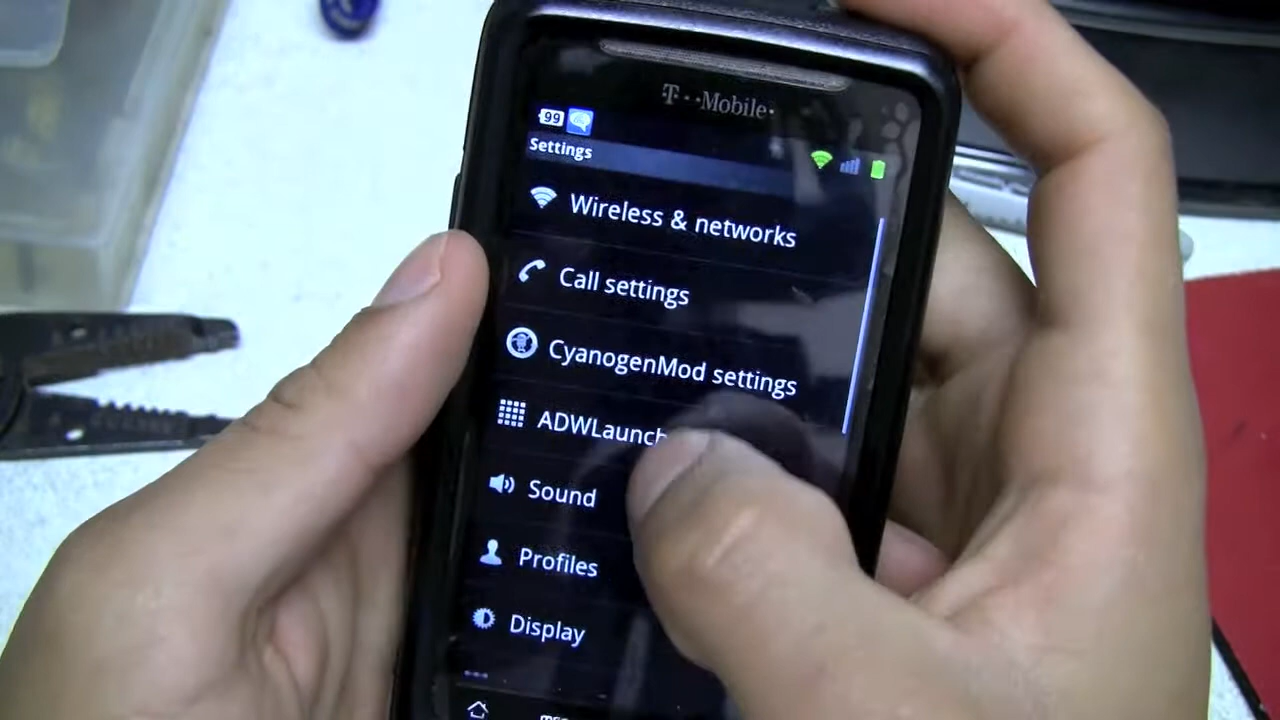 T··Mobile·
99
Settings
Wireless & networks
Call settings
CyanogenMod settings
ADWLaunch
Sound
Profiles
Display